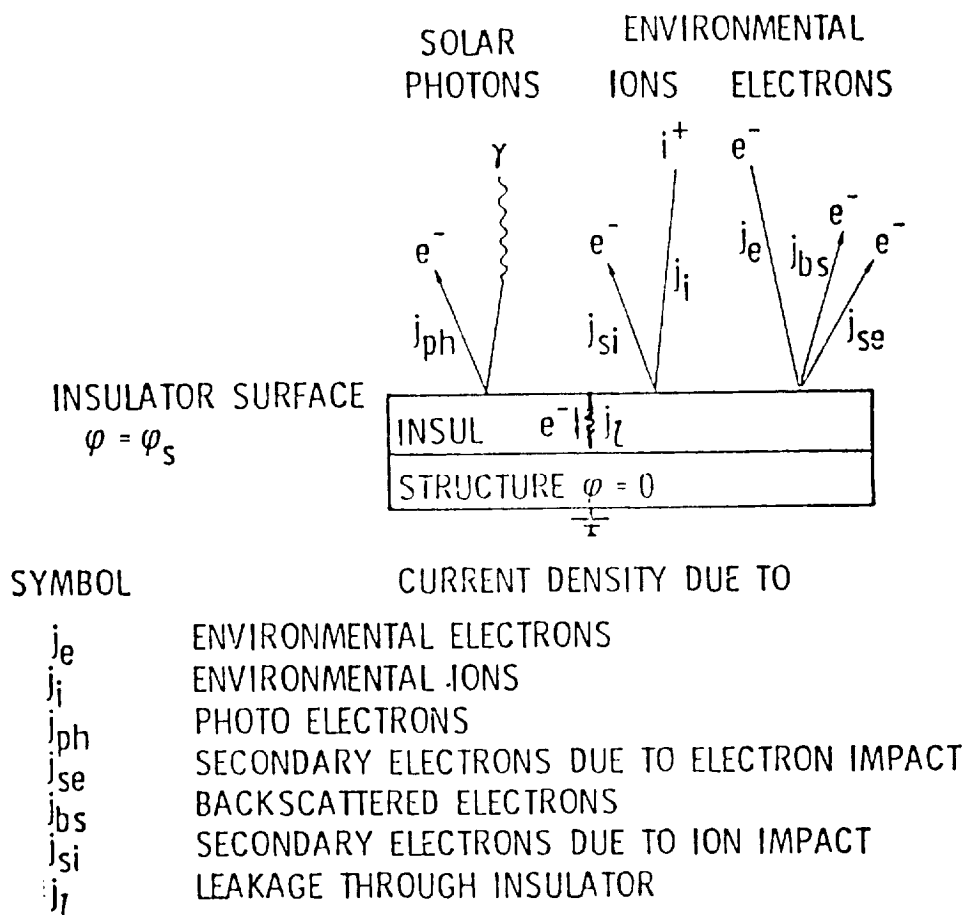 SOLAR PHOTONS
ENVIRONMENTAL
IONS ELECTRONS
γ
i+
e-
e-
e-
e-
e-
jph
jsi
ji
je
jbs
jse
INSULATOR SURFACE
φ = φs
INSUL e- jl
STRUCTURE φ = 0
SYMBOL CURRENT DENSITY DUE TO
je ENVIRONMENTAL ELECTRONS
ji ENVIRONMENTAL IONS
jph PHOTO ELECTRONS
jse SECONDARY ELECTRONS DUE TO ELECTRON IMPACT
jbs BACKSCATTERED ELECTRONS
jsi SECONDARY ELECTRONS DUE TO ION IMPACT
jl LEAKAGE THROUGH INSULATOR